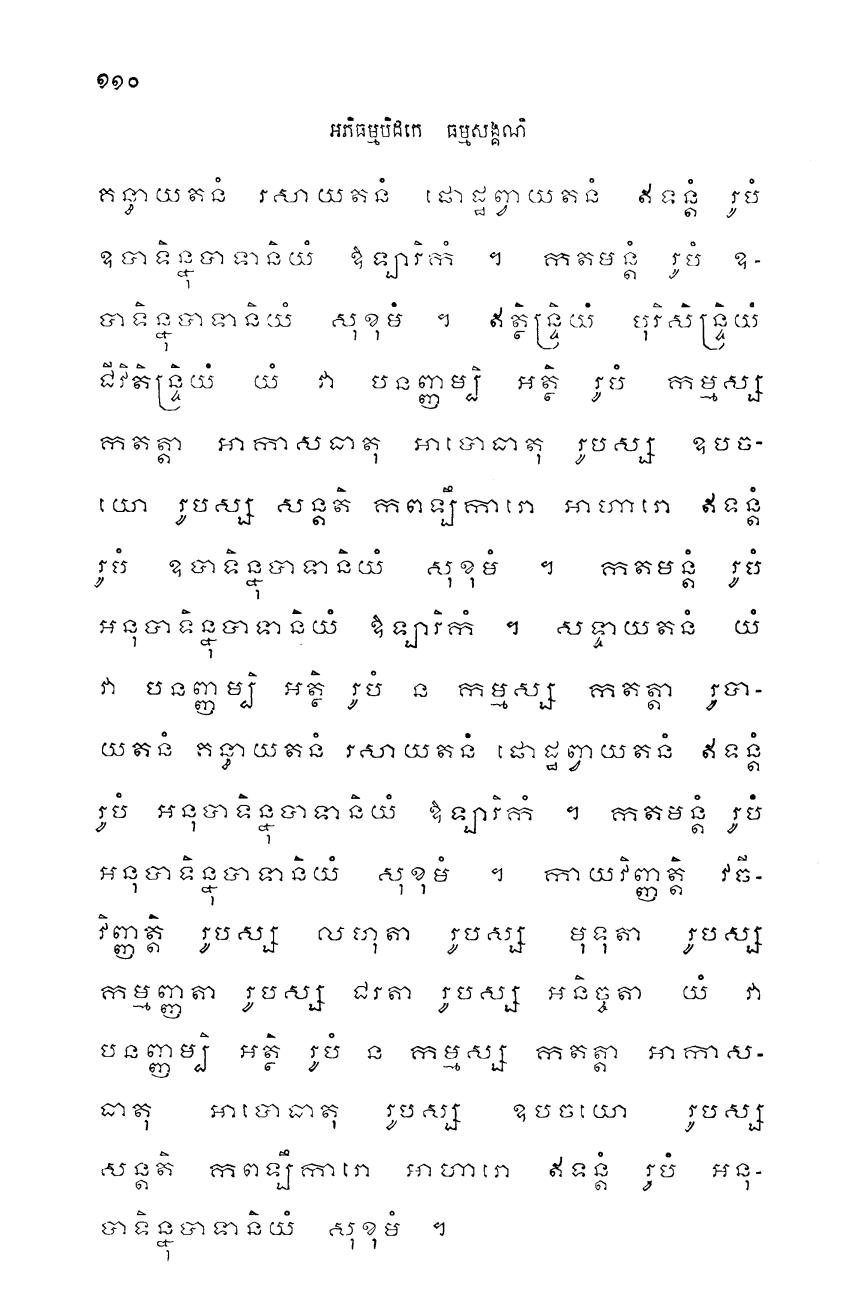 ១១០
អភិធម្មបិដកេ ធម្មសង្គណី
គន្ធាយតនំ រសាយតនំ ផោដ្ឋព្វាយតនំ ឥទន្តំ រូបំ
ឧបាទិន្នុបាទានិយំ ឱឡារិកំ ។ កតមន្តំ រូបំ ឧ-
បាទិន្នុបាទានិយំ សុខុមំ ។ ឥត្ថិន្ទ្រិយំ បុរិសិន្ទ្រិយំ
ជីវិតិន្ទ្រិយំ យំ វា បនញ្ញម្បិ អត្ថិ រូបំ កម្មស្ស
កតត្តា អាកាសធាតុ អាបោធាតុ រូបស្ស ឧបច-
យោ រូបស្ស សន្តតិ កពឡឹការោ អាហារោ ឥទន្តំ
រូបំ ឧបាទិន្នុបាទានិយំ សុខុមំ ។ កតមន្តំ រូបំ
អនុបាទិន្នុបាទានិយំ ឱឡារិកំ ។ សទ្ទាយតនំ យំ
វា បនញ្ញម្បិ អត្ថិ រូបំ ន កម្មស្ស កតត្តា រូបា-
យតនំ គន្ធាយតនំ រសាយតនំ ផោដ្ឋព្វាយតនំ ឥទន្តំ
រូបំ អនុបាទិន្នុបាទានិយំ ឱឡារិកំ ។ កតមន្តំ រូបំ
អនុបាទិន្នុបាទានិយំ សុខុមំ ។ កាយវិញ្ញត្តិ វចី-
វិញ្ញត្តិ រូបស្ស លហុតា រូបស្ស មុទុតា រូបស្ស
កម្មញ្ញតា រូបស្ស ជរតា រូបស្ស អនិច្ចតា យំ វា
បនញ្ញម្បិ អត្ថិ រូបំ ន កម្មស្ស កតត្តា អាកាស-
ធាតុ អាបោធាតុ រូបស្ស ឧបចយោ រូបស្ស
សន្តតិ កពឡឹការោ អាហារោ ឥទន្តំ រូបំ អនុ-
បាទិន្នុបាទានិយំ សុខុមំ ។